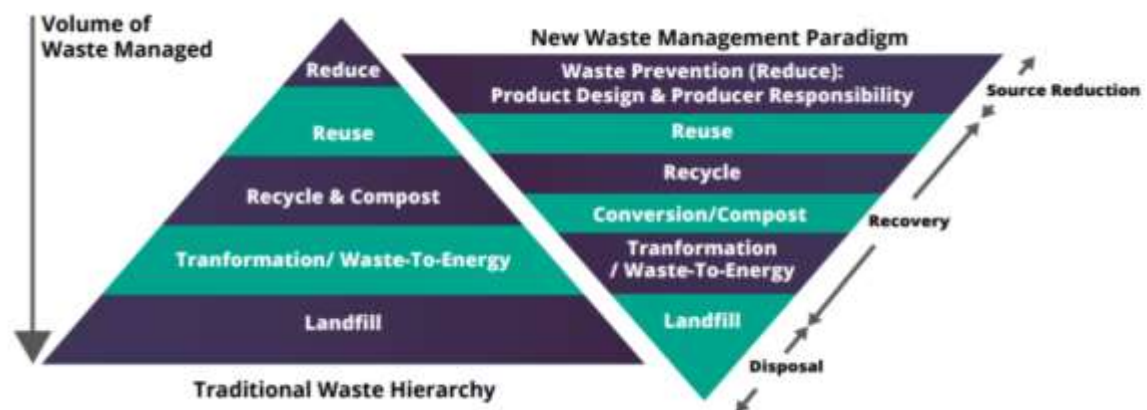 Volume of
Waste Managed
Reduce
Reuse
Recycle & Compost
Tranformation/ Waste-To-Energy
Landfill
Traditional Waste Hierarchy
New Waste Management Paradigm
Waste Prevention (Reduce):
Product Design & Producer Responsibility
Reuse
Recycle
Conversion/Compost
Tranformation
/ Waste-To-Energy
Landfill
Source Reduction
Recovery
Disposal